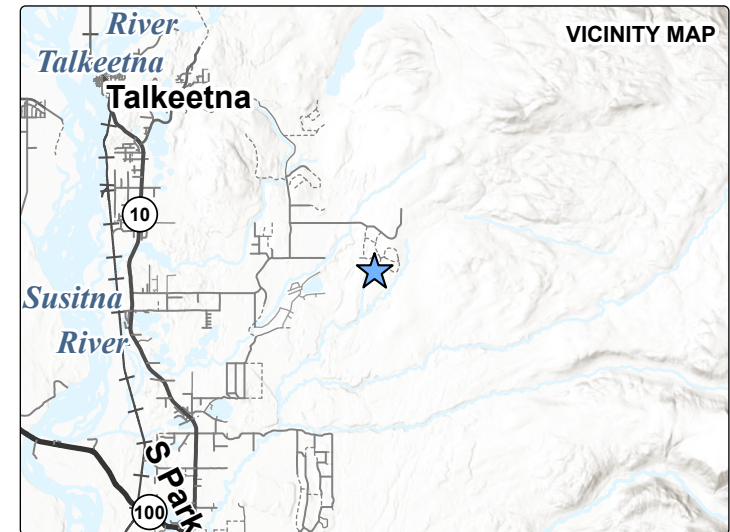 VICINITY MAP
River
Talkeetna
Talkeetna
10
Susitna
River
S Park
100